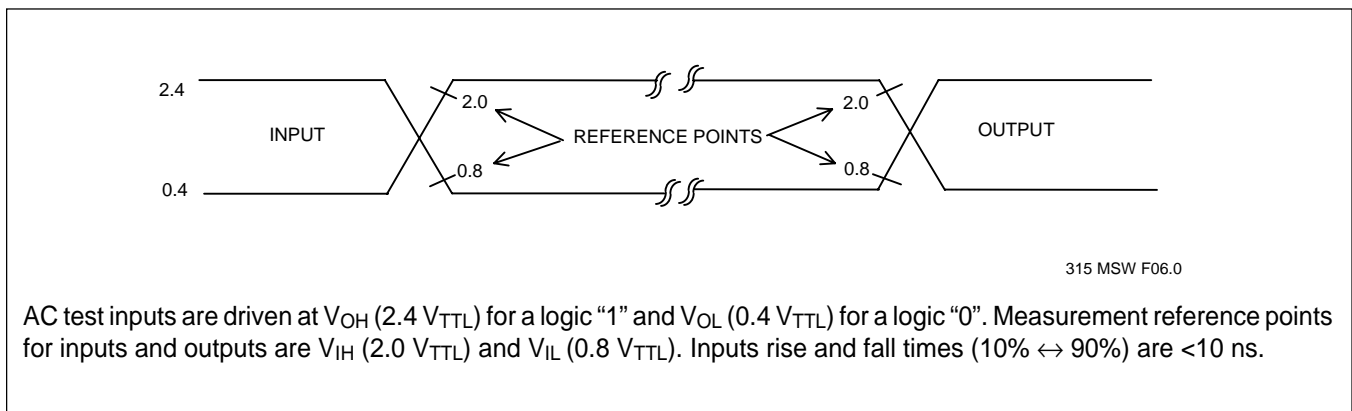 2.4
2.0
2.0
INPUT
REFERENCE POINTS
OUTPUT
0.8
0.8
0.4
315 MSW F06.0
AC test inputs are driven at VOH (2.4 VTTL) for a logic “1” and VOL (0.4 VTTL) for a logic “0”. Measurement reference points
for inputs and outputs are VIH (2.0 VTTL) and VIL (0.8 VTTL). Inputs rise and fall times (10% ↔ 90%) are <10 ns.